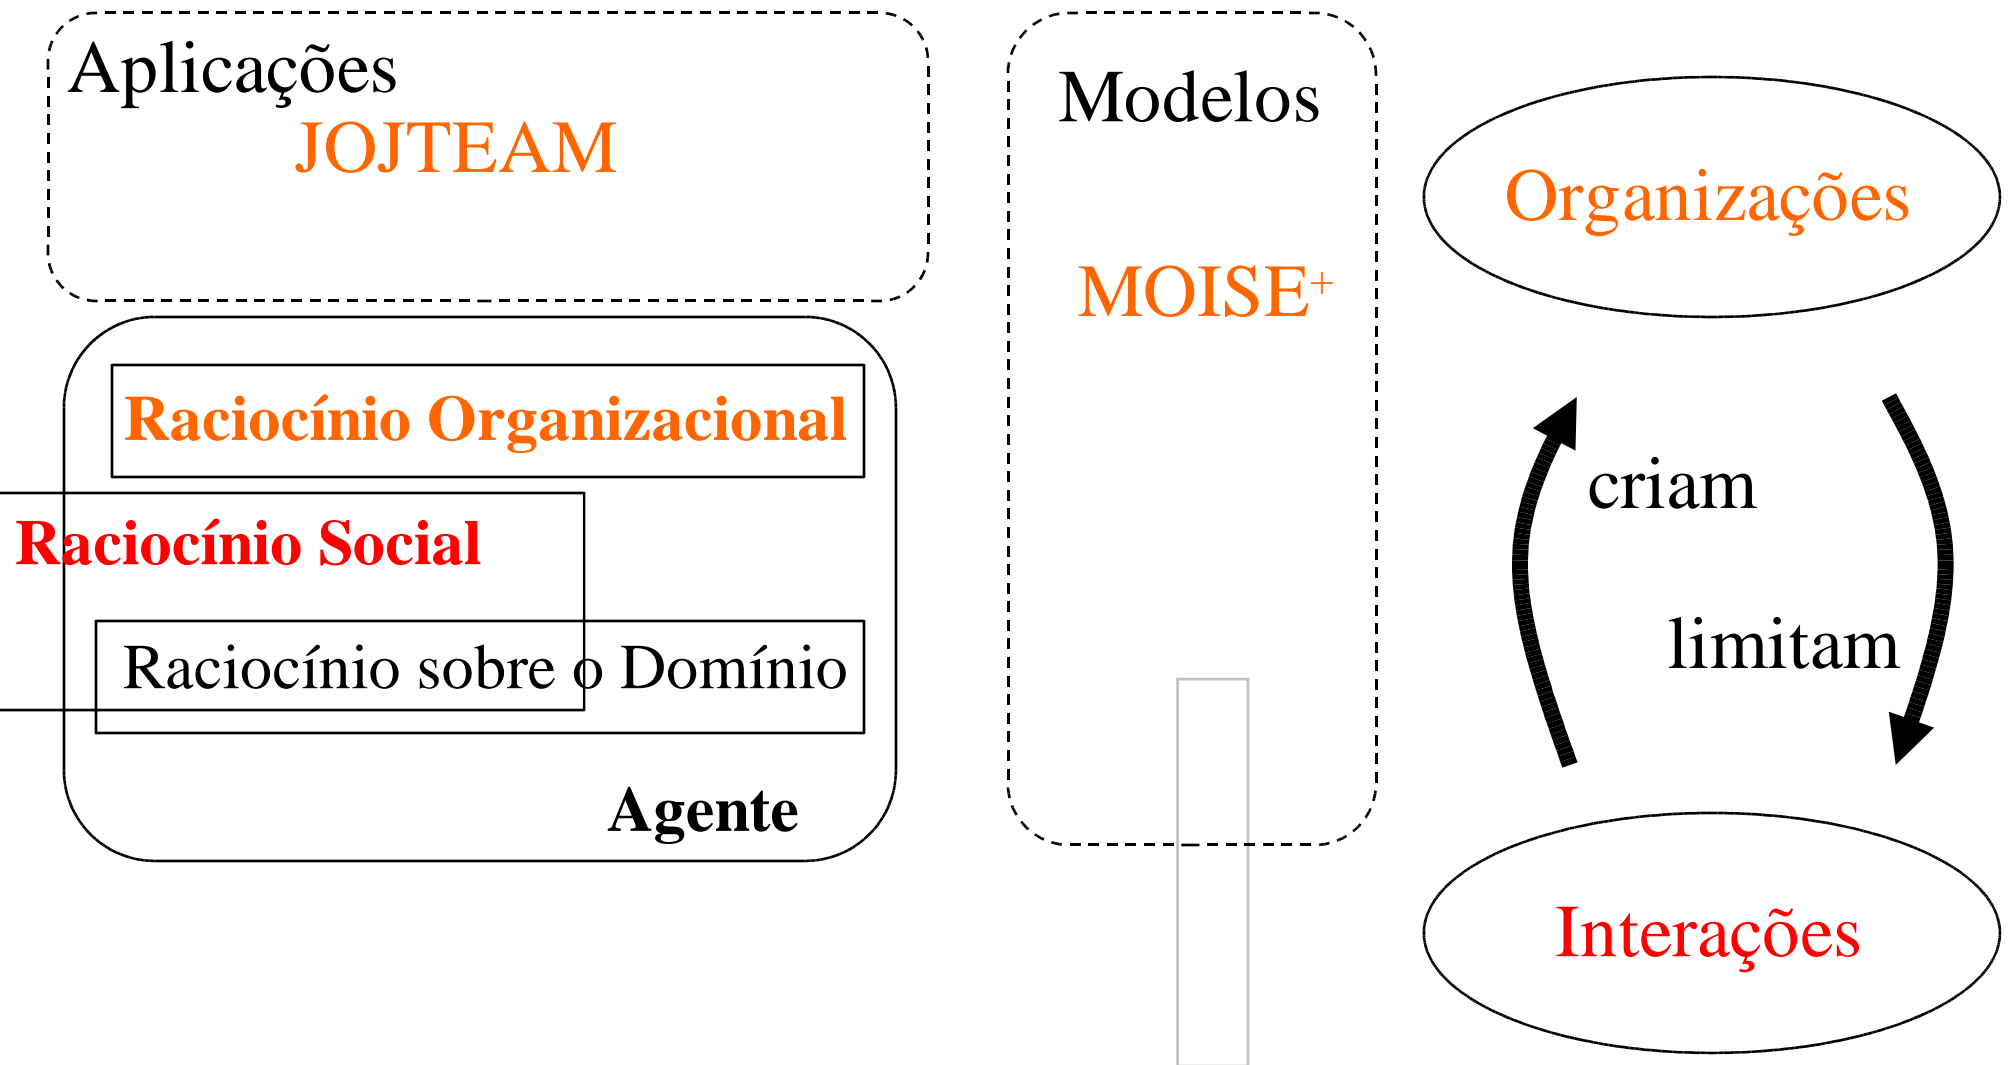 Aplicações
JOJTEAM
Raciocínio Organizacional
Raciocínio Social
Raciocínio sobre o Domínio
Agente
Modelos
MOISE+
Organizações
criam
limitam
Interações